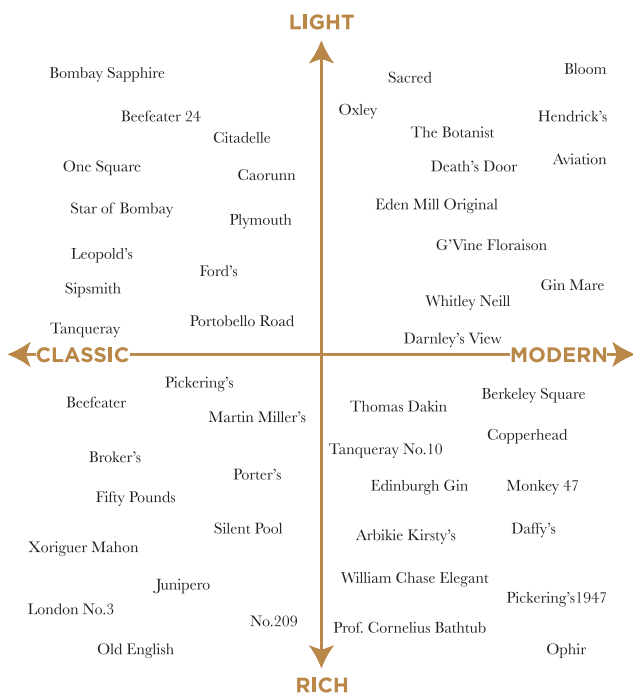 LIGHT
Bloom
Bombay Sapphire
Sacred
Oxley
Beefeater 24
Hendrick's
The Botanist
Citadelle
Aviation
One Square
Death's Door
Caorunn
Eden Mill Original
Star of Bombay
Plymouth
G'Vine Floraison
Leopold's
Ford's
Gin Mare
Sipsmith
Whitley Neill
Portobello Road
Tanqueray
Darnley's View
CLASSIC
MODERN
Pickering's
Berkeley Square
Beefeater
Thomas Dakin
Martin Miller's
Copperhead
Tanqueray No.10
Broker's
Porter's
Edinburgh Gin
Monkey 47
Fifty Pounds
Silent Pool
Daffy's
Arbikie Kirsty's
Xoriguer Mahon
William Chase Elegant
Junipero
Pickering's1947
London No.3
No.209
Prof. Cornelius Bathtub
Old English
Ophir
RICH